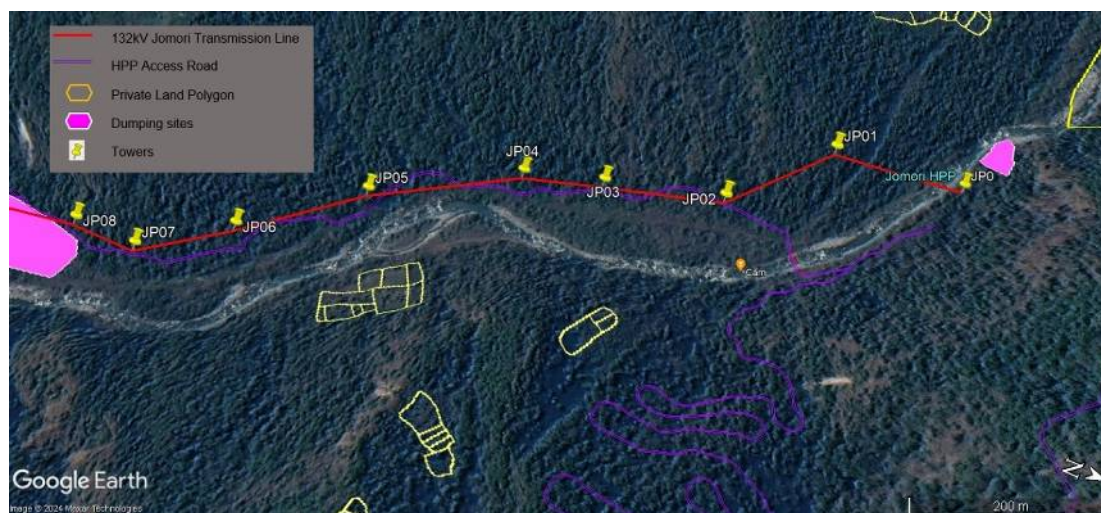 132kV Jomori Transmission Line
HPP Access Road
Private Land Polygon
Dumping sites
Towers
JP01
JP04
JP05
JP03
JP02
Jomori HPP
JP0
JP08
JP07
JP06
Cam
N
Google Earth
Image © 2024 Maxar Technologies
200 m